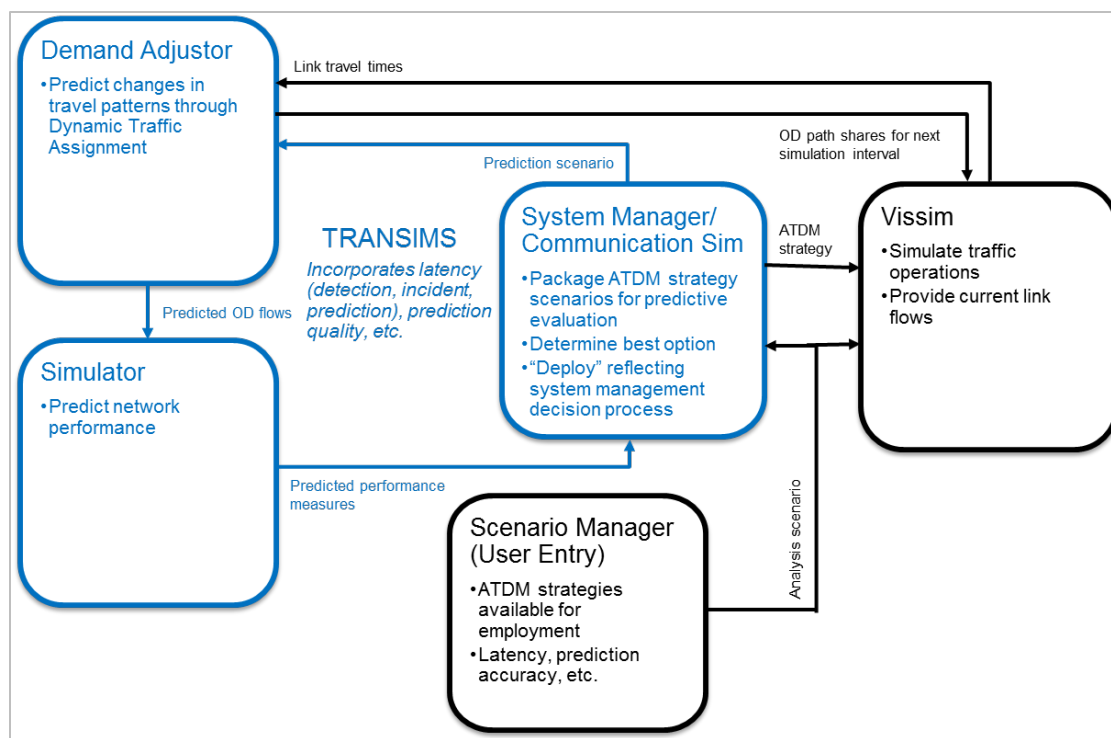 Demand Adjustor
•Predict changes in
travel patterns through
Dynamic Traffic
Assignment
Link travel times
OD path shares for next
simulation interval
Prediction scenario
TRANSIMS
Incorporates latency
(detection, incident,
prediction), prediction
quality, etc.
System Manager/
Communication Sim
•Package ATDM strategy
scenarios for predictive
evaluation
•Determine best option
•“Deploy” reflecting
system management
decision process
ATDM
strategy
Vissim
•Simulate traffic
operations
•Provide current link
flows
Predicted OD flows
Simulator
•Predict network
performance
Predicted performance
measures
Scenario Manager
(User Entry)
•ATDM strategies
available for
employment
•Latency, prediction
accuracy, etc.
Analysis scenario